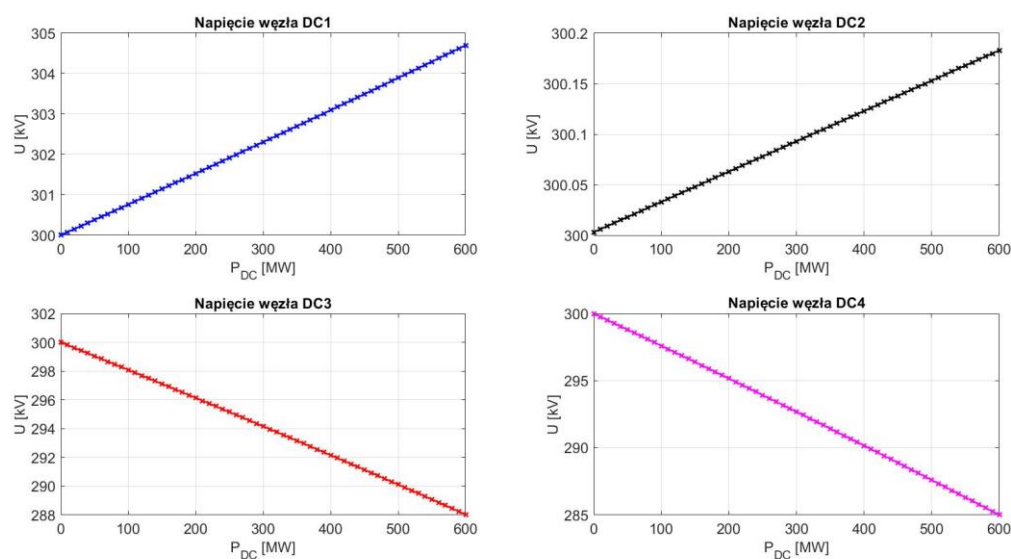 Napięcie węzła DC1
305
304
303
302
301
300
U [kV]
0 100 200 300 400 500 600
P_DC [MW]
Napięcie węzła DC2
300.2
300.15
300.1
300.05
300
U [kV]
0 100 200 300 400 500 600
P_DC [MW]
Napięcie węzła DC3
302
300
298
296
294
292
290
288
U [kV]
0 100 200 300 400 500 600
P_DC [MW]
Napięcie węzła DC4
300
295
290
285
U [kV]
0 100 200 300 400 500 600
P_DC [MW]